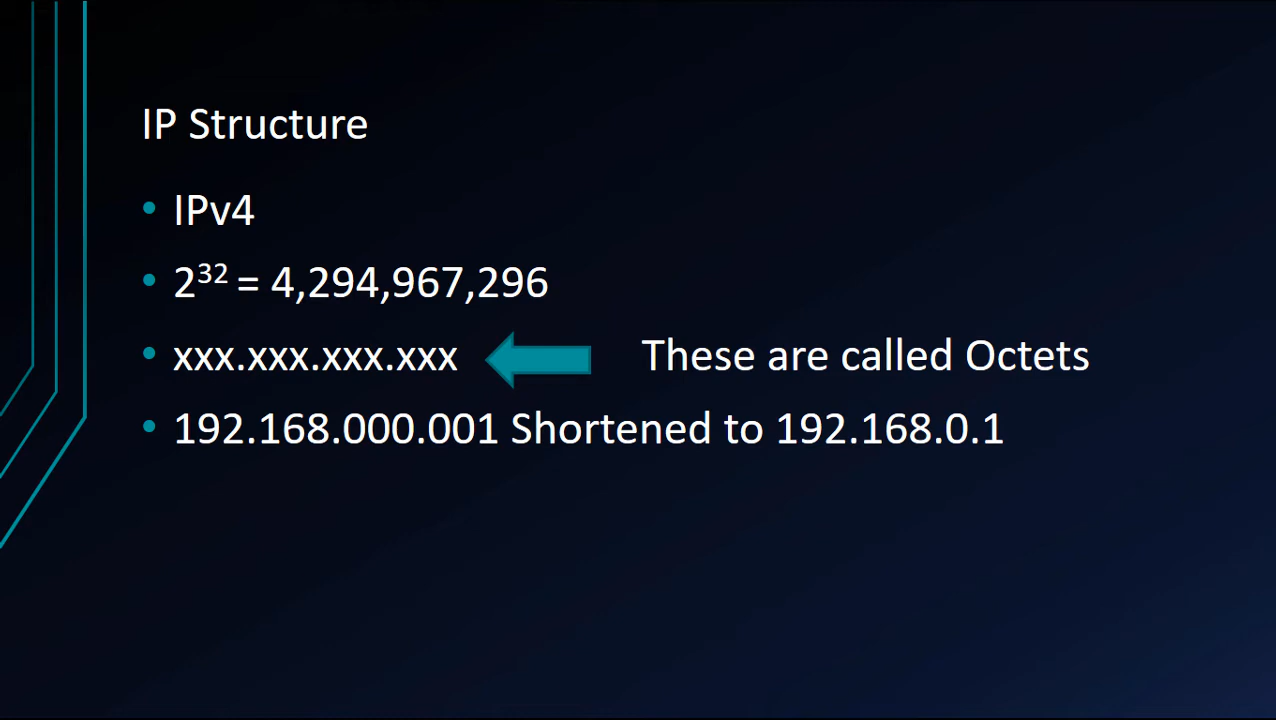 IP Structure
• IPv4
• 2³² = 4,294,967,296
• xxx.xxx.xxx.xxx These are called Octets
• 192.168.000.001 Shortened to 192.168.0.1